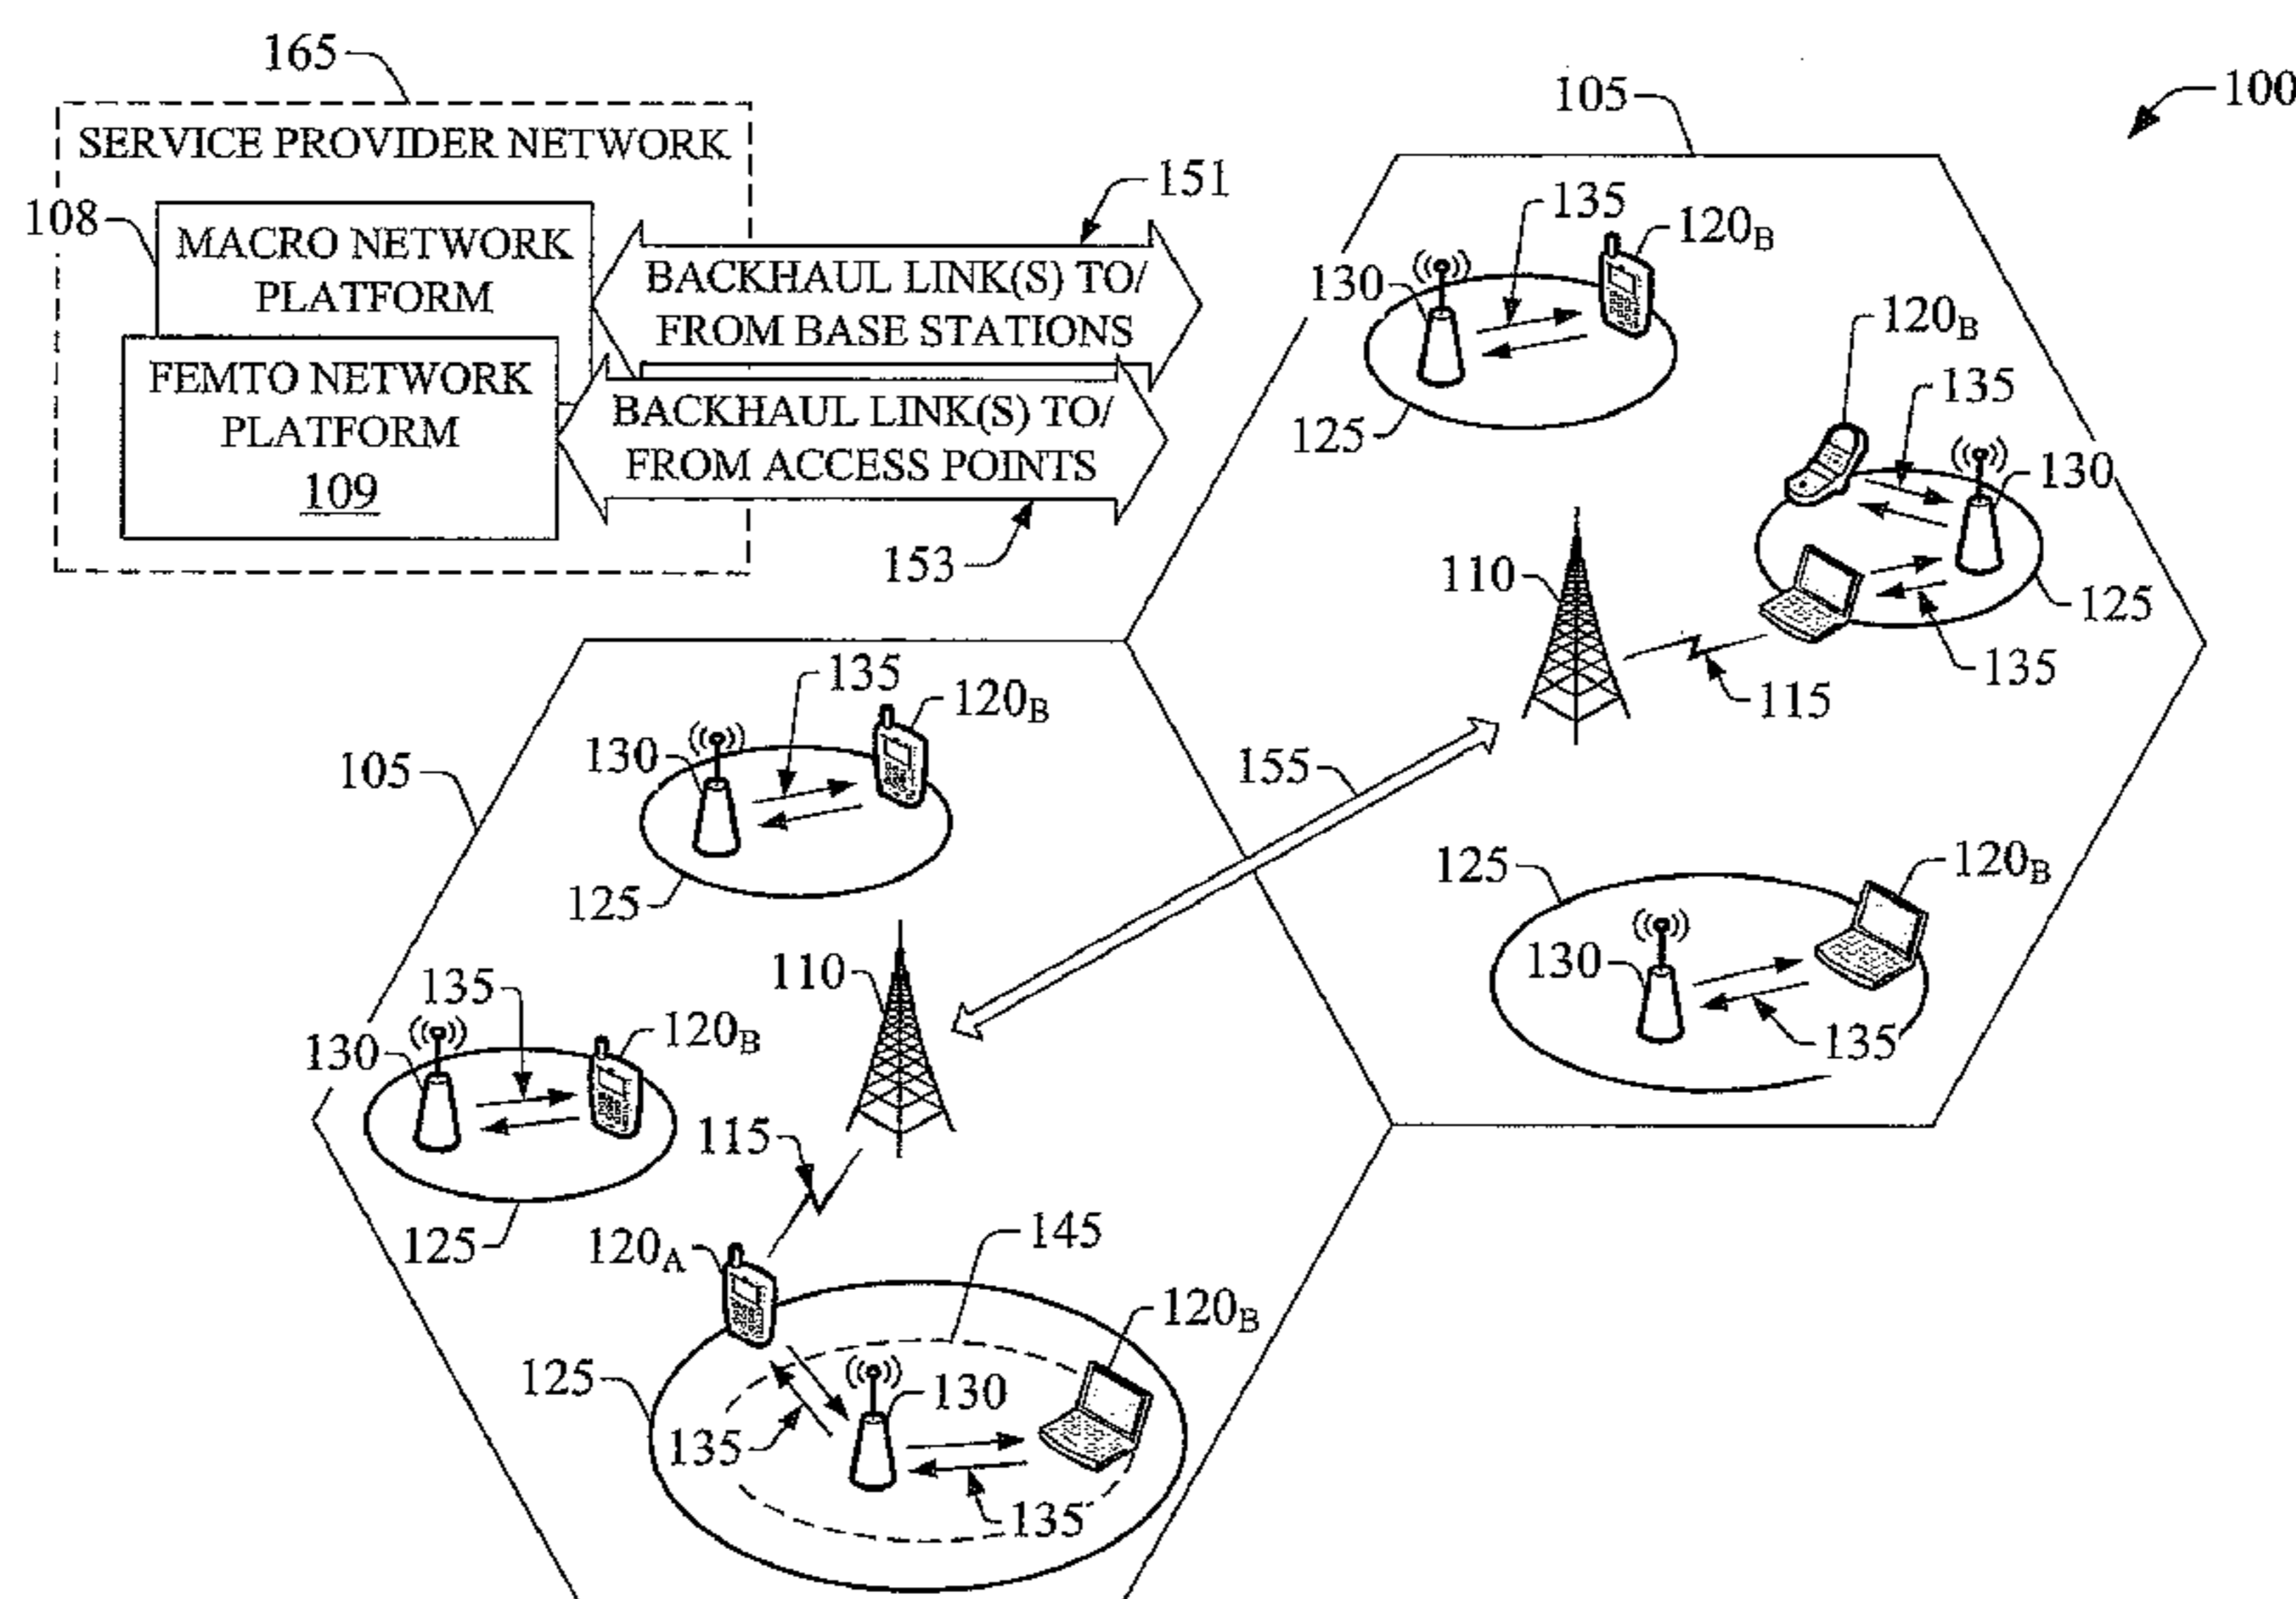 165
105
100
SERVICE PROVIDER NETWORK
151
108
MACRO NETWORK
PLATFORM
BACKHAUL LINK(S) TO/
FROM BASE STATIONS
FEMTO NETWORK
PLATFORM
109
BACKHAUL LINK(S) TO/
FROM ACCESS POINTS
153
135
120B
130
125
120B
135
130
125
135
110
115
155
125
120B
130
135
105
135
120B
130
125
110
135
120B
130
125
115
120A
145
120B
125
130
135
135